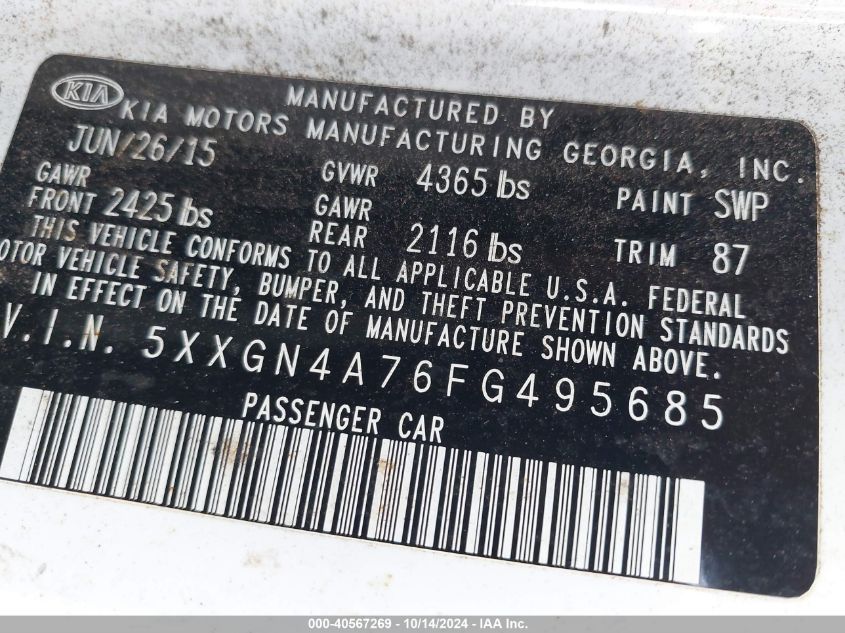 KIA
MANUFACTURED BY
KIA MOTORS MANUFACTURING GEORGIA, INC.
JUN/26/15
GAWR
FRONT 2425 lbs
GVWR 4365 lbs
GAWR
REAR 2116 lbs
PAINT SWP
TRIM 87
THIS VEHICLE CONFORMS TO ALL APPLICABLE U.S.A. FEDERAL
OTOR VEHICLE SAFETY, BUMPER, AND THEFT PREVENTION STANDARDS
IN EFFECT ON THE DATE OF MANUFACTURE SHOWN ABOVE.
V.I.N. 5XXGN4A76FG495685
PASSENGER CAR
000-40567269 - 10/14/2024 - IAA Inc.